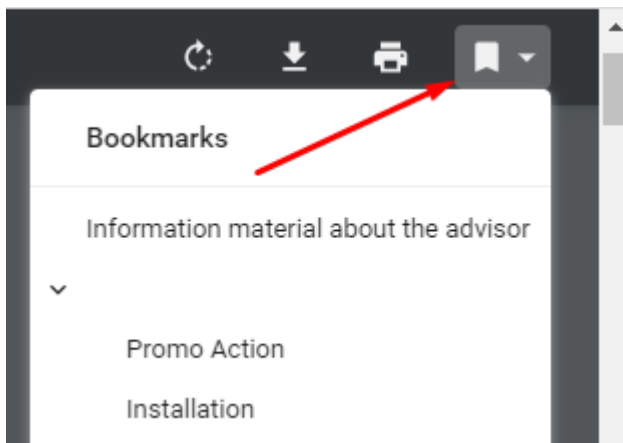 Bookmarks
Information material about the advisor
Promo Action
Installation